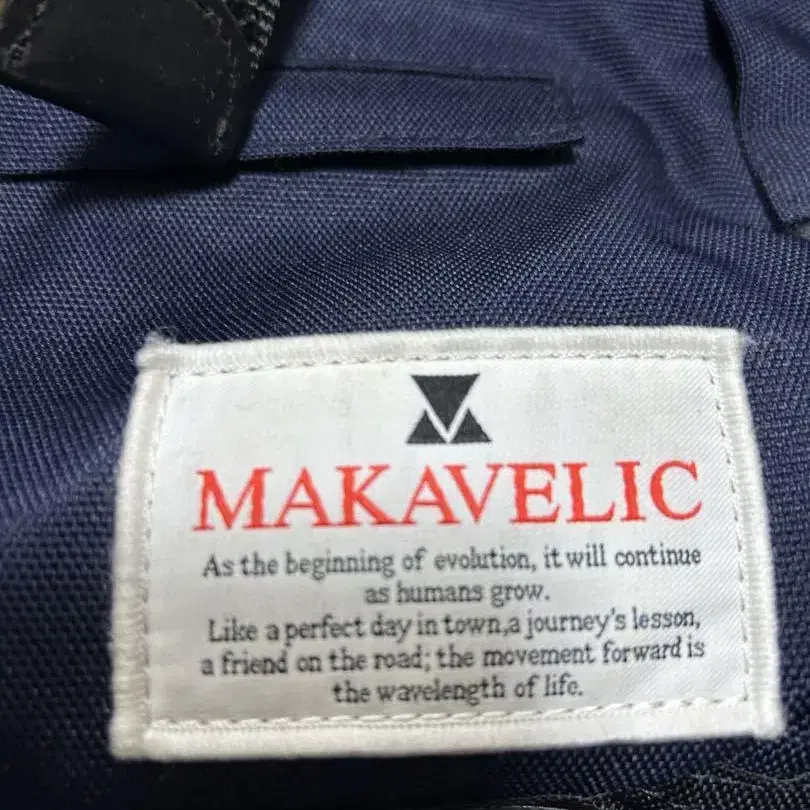 MAKAVELIC
As the beginning of evolution, it will continue
as humans grow.
Like a perfect day in town,a journey's lesson,
a friend on the road; the movement forward is
the wavelength of life.